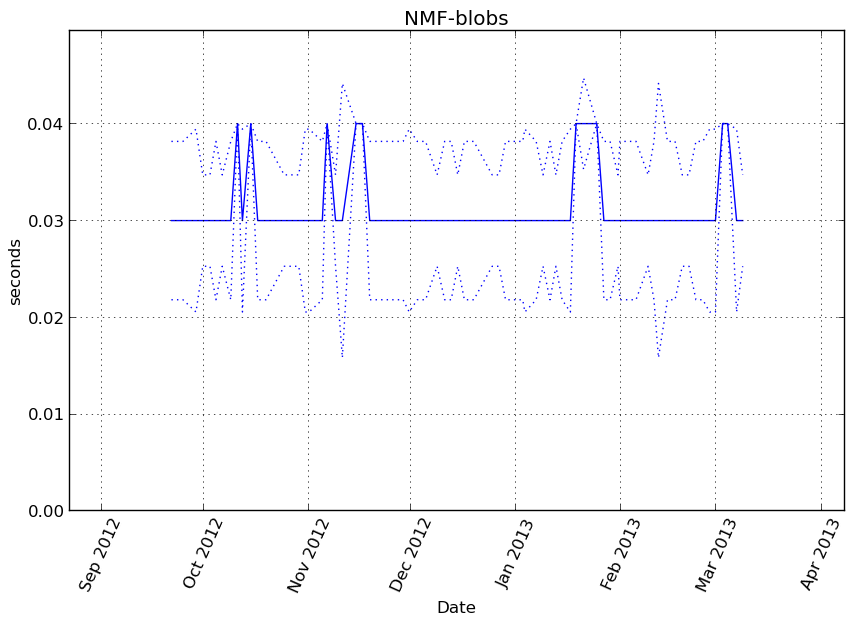 NMF-blobs
seconds
0.04
0.03
0.02
0.01
0.00
Sep 2012
Oct 2012
Nov 2012
Dec 2012
Jan 2013
Feb 2013
Mar 2013
Apr 2013
Date